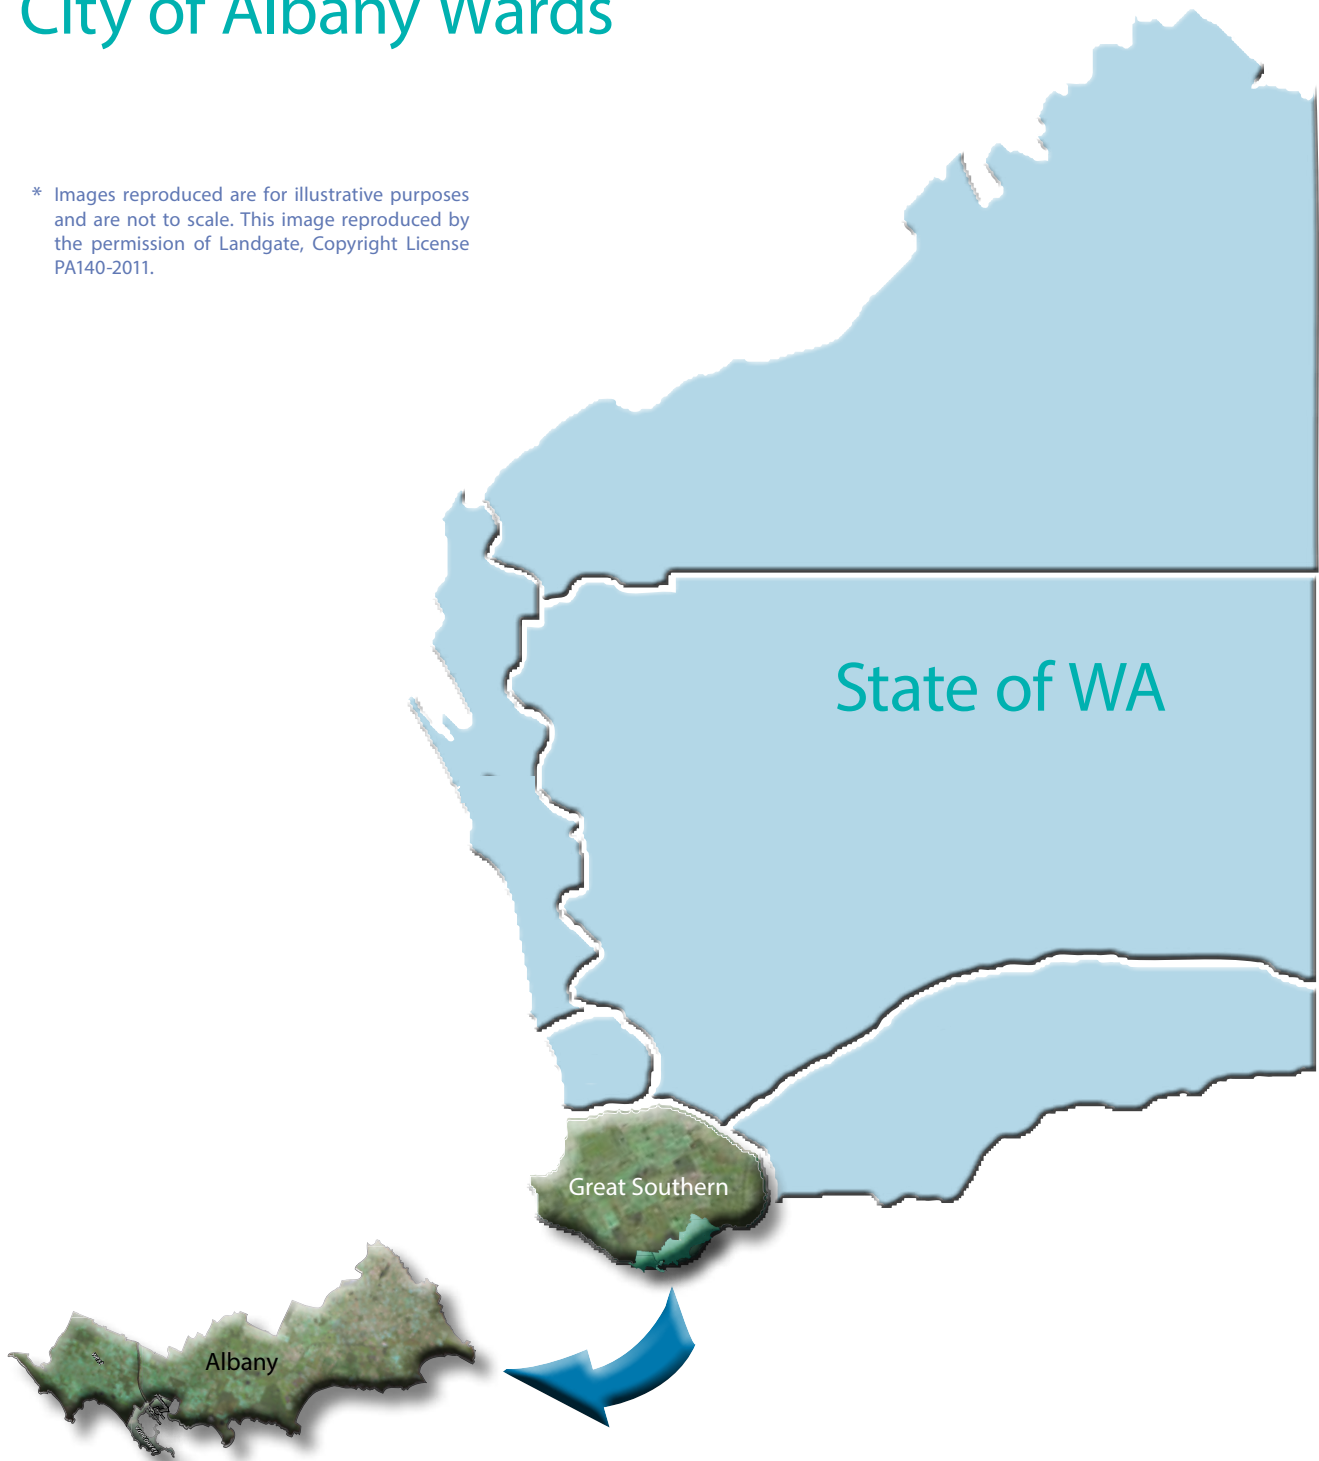 City of Albany Wards
* Images reproduced are for illustrative purposes
and are not to scale. This image reproduced by
the permission of Landgate, Copyright License
PA140-2011.
State of WA
Great Southern
Albany